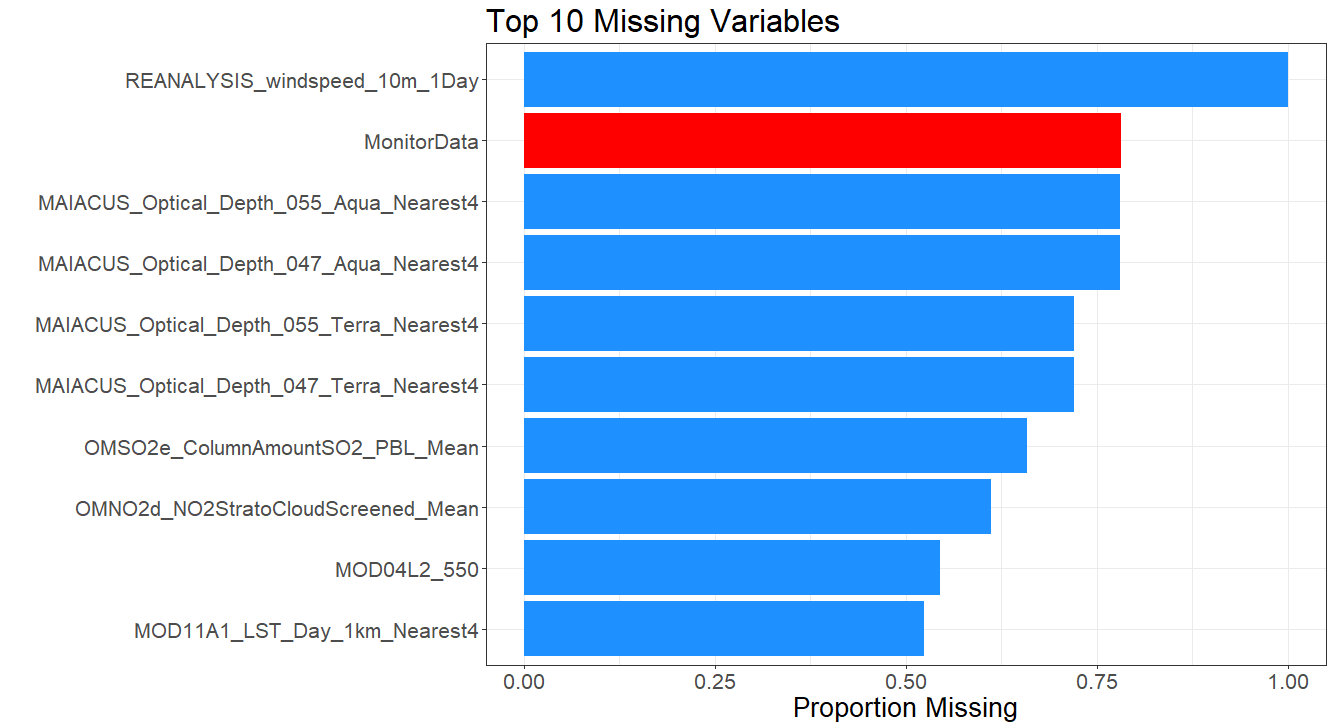 Top 10 Missing Variables
REANALYSIS_windspeed_10m_1Day
MonitorData
MAIACUS_Optical_Depth_055_Aqua_Nearest4
MAIACUS_Optical_Depth_047_Aqua_Nearest4
MAIACUS_Optical_Depth_055_Terra_Nearest4
MAIACUS_Optical_Depth_047_Terra_Nearest4
OMSO2e_ColumnAmountSO2_PBL_Mean
OMNO2d_NO2StratoCloudScreened_Mean
MOD04L2_550
MOD11A1_LST_Day_1km_Nearest4
0.00 0.25 0.50 0.75 1.00
Proportion Missing